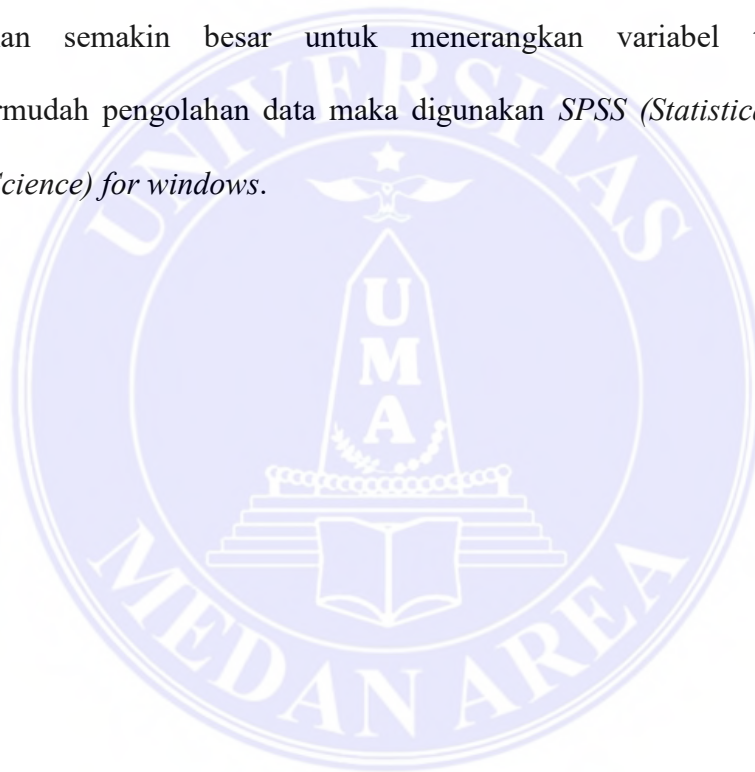 an semakin besar untuk menerangkan variabel
rmudah pengolahan data maka digunakan SPSS (Statistic
cience) for windows.
UNIVERSITAS
UMA
MEDAN AREA